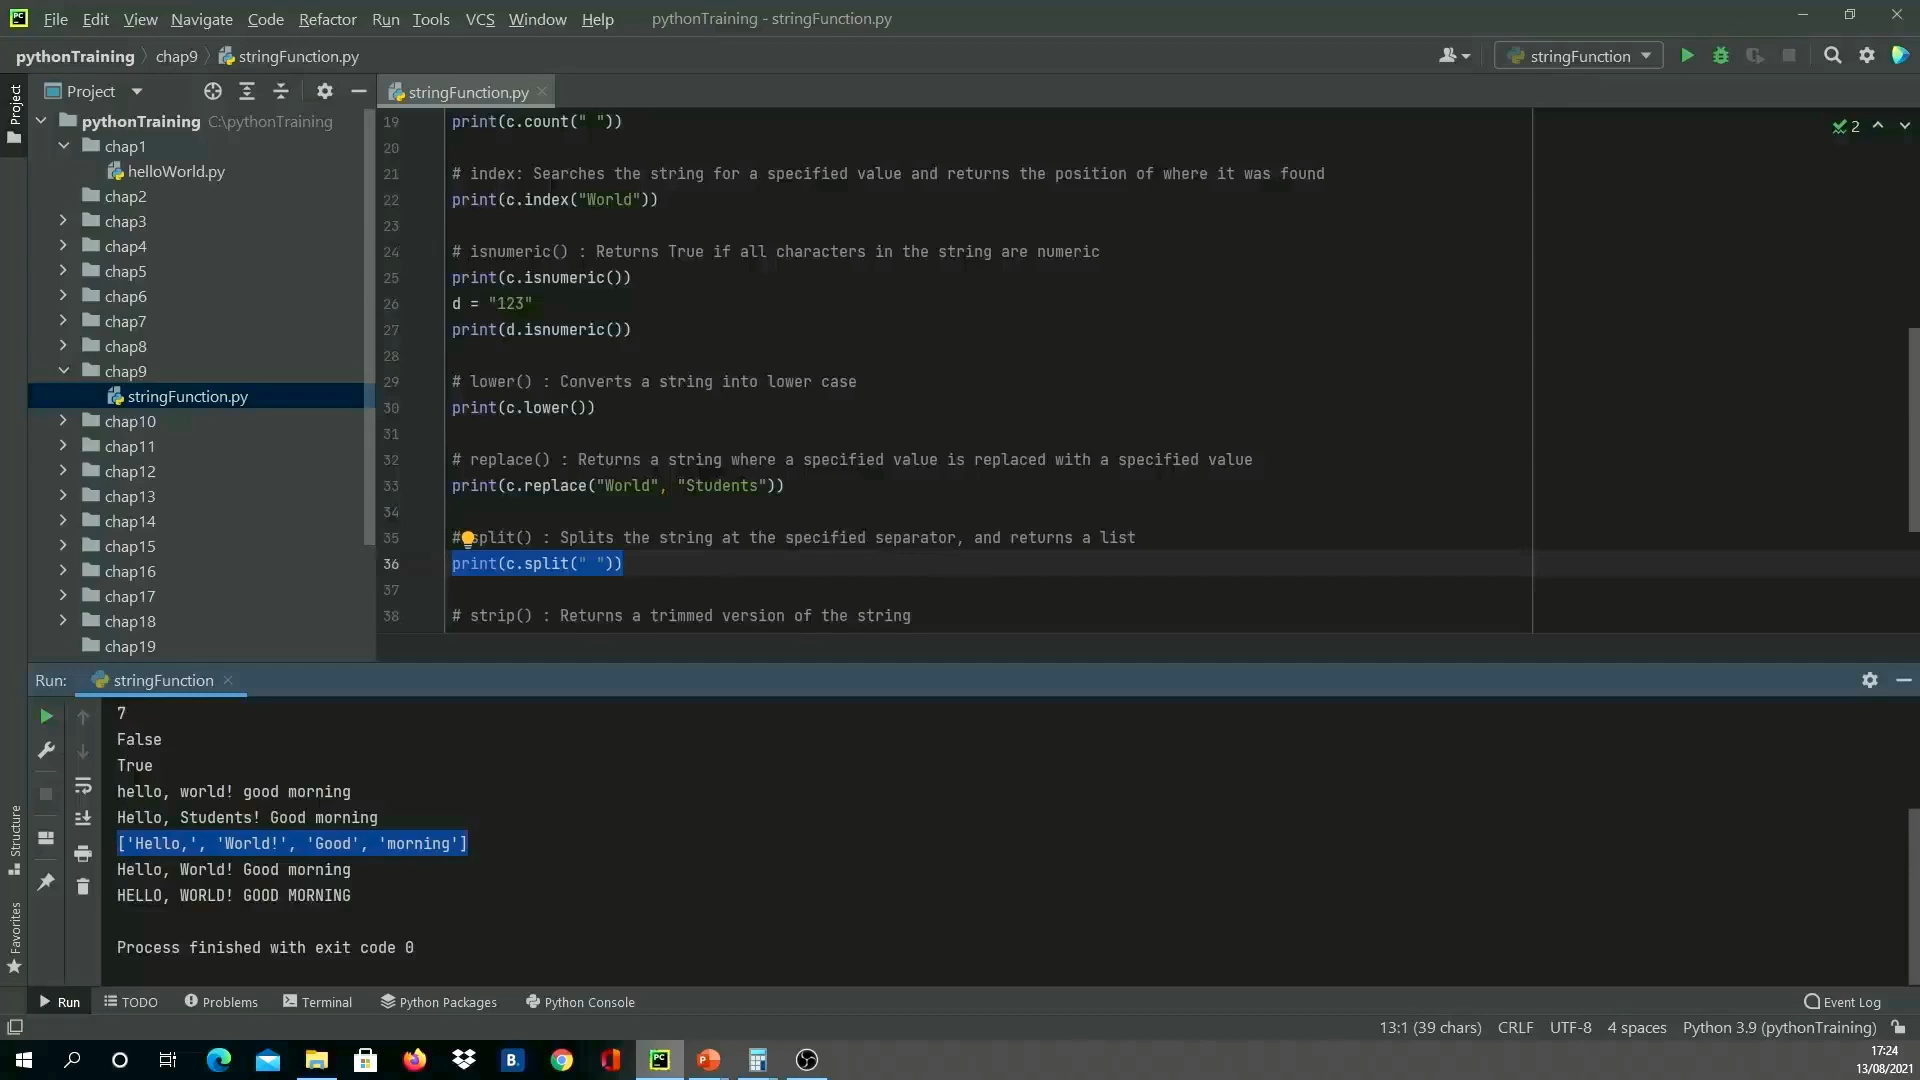 PC File Edit View Navigate Code Refactor Run Tools VCS Window Help pythonTraining - stringFunction.py
pythonTraining chap9 stringFunction.py stringFunction
Project Project stringFunction.py
pythonTraining C:\pythonTraining
chap1
helloWorld.py
chap2
chap3
chap4
chap5
chap6
chap7
chap8
chap9
stringFunction.py
chap10
chap11
chap12
chap13
chap14
chap15
chap16
chap17
chap18
chap19
2
19 print(c.count(" "))
20
21 # index: Searches the string for a specified value and returns the position of where it was found
22 print(c.index("World"))
23
24 # isnumeric() : Returns True if all characters in the string are numeric
25 print(c.isnumeric())
26 d = "123"
27 print(d.isnumeric())
28
29 # lower() : Converts a string into lower case
30 print(c.lower())
31
32 # replace() : Returns a string where a specified value is replaced with a specified value
33 print(c.replace("World", "Students"))
34
35 # split() : Splits the string at the specified separator, and returns a list
36 print(c.split(" "))
37
38 # strip() : Returns a trimmed version of the string
Run: stringFunction
7
False
True
hello, world! good morning
Hello, Students! Good morning
['Hello,', 'World!', 'Good', 'morning']
Hello, World! Good morning
HELLO, WORLD! GOOD MORNING
Process finished with exit code 0
Structure
Favorites
Run TODO Problems Terminal Python Packages Python Console Event Log
13:1 (39 chars) CRLF UTF-8 4 spaces Python 3.9 (pythonTraining)
B. PC P 17:24
13/08/2021